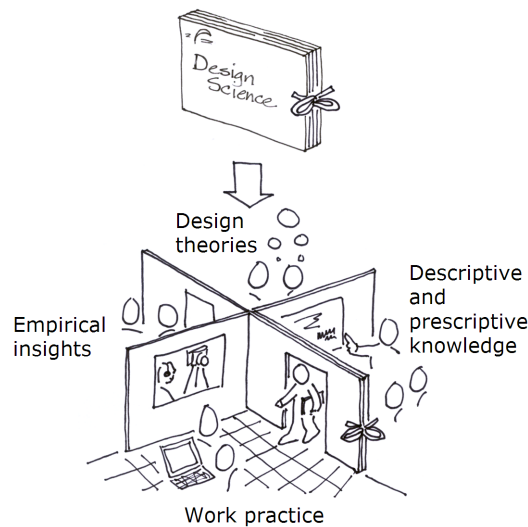 Design
Science
Design
theories
Descriptive
and
prescriptive
knowledge
Empirical
insights
Work practice